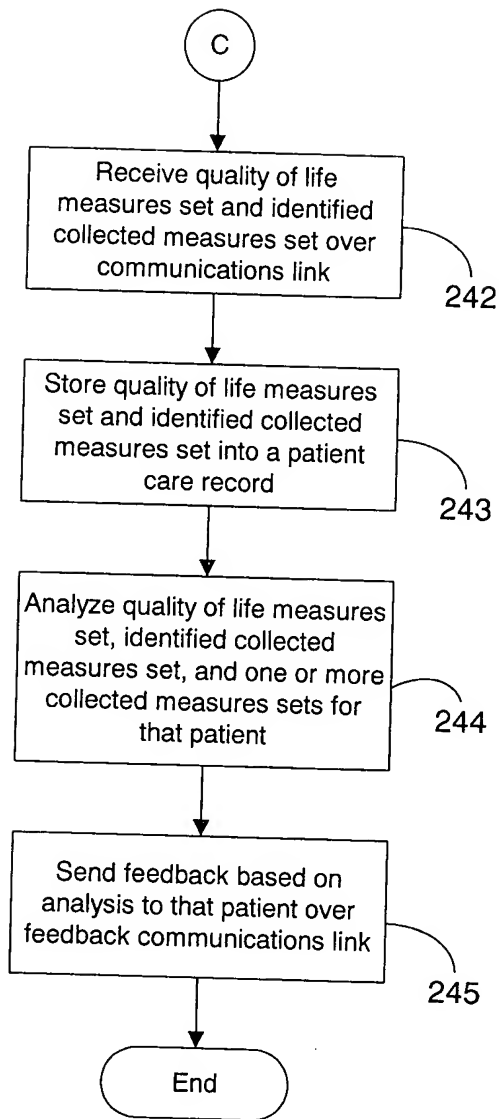 C
Receive quality of life
measures set and identified
collected measures set over
communications link
242
Store quality of life measures
set and identified collected
measures set into a patient
care record
243
Analyze quality of life measures
set, identified collected
measures set, and one or more
collected measures sets for
that patient
244
Send feedback based on
analysis to that patient over
feedback communications link
245
End